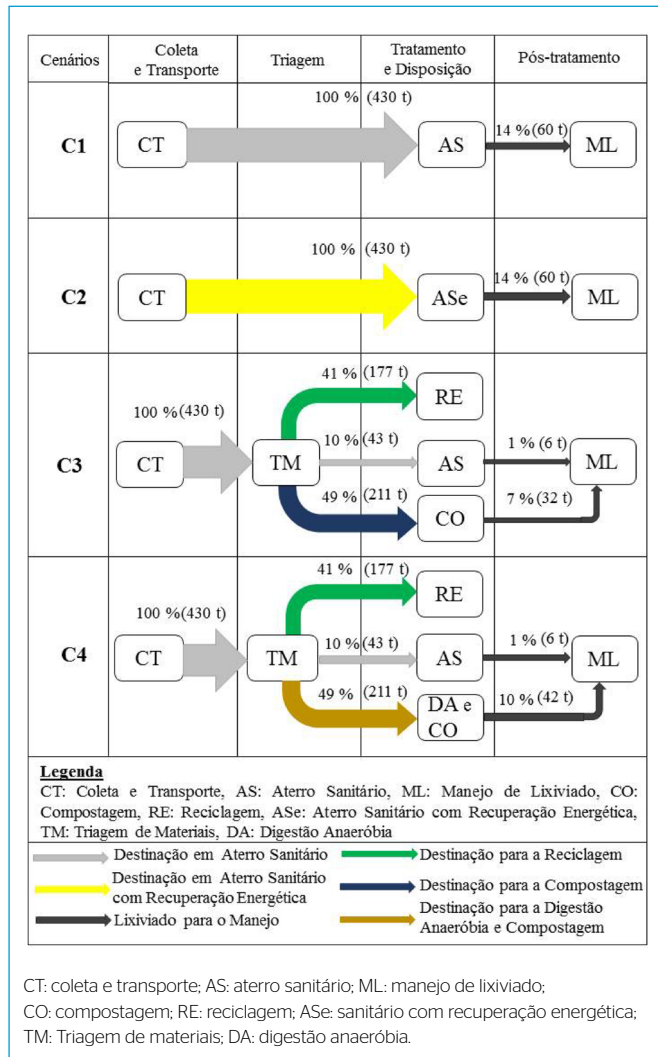 Cenários
Coleta
e Transporte
Triagem
Tratamento
e Disposição
Pós-tratamento
C1
CT
100 % (430 t)
AS
14 % (60 t)
ML
C2
CT
100 % (430 t)
ASe
14 % (60 t)
ML
C3
100 % (430 t)
CT
TM
41 % (177 t)
RE
10 % (43 t)
AS
1 % (6 t)
ML
49 % (211 t)
CO
7 % (32 t)
C4
100 % (430 t)
CT
TM
41 % (177 t)
RE
10 % (43 t)
AS
1 % (6 t)
ML
49 % (211 t)
DA e
CO
10 % (42 t)
Legenda
CT: Coleta e Transporte, AS: Aterro Sanitário, ML: Manejo de Lixiviado, CO:
Compostagem, RE: Reciclagem, ASe: Aterro Sanitário com Recuperação Energética,
TM: Triagem de Materiais, DA: Digestão Anaeróbia
Destinação em Aterro Sanitário
Destinação para a Reciclagem
Destinação em Aterro Sanitário
com Recuperação Energética
Destinação para a Compostagem
Lixiviado para o Manejo
Destinação para a Digestão
Anaeróbia e Compostagem
CT: coleta e transporte; AS: aterro sanitário; ML: manejo de lixiviado;
CO: compostagem; RE: reciclagem; ASe: sanitário com recuperação energética;
TM: Triagem de materiais; DA: digestão anaeróbia.